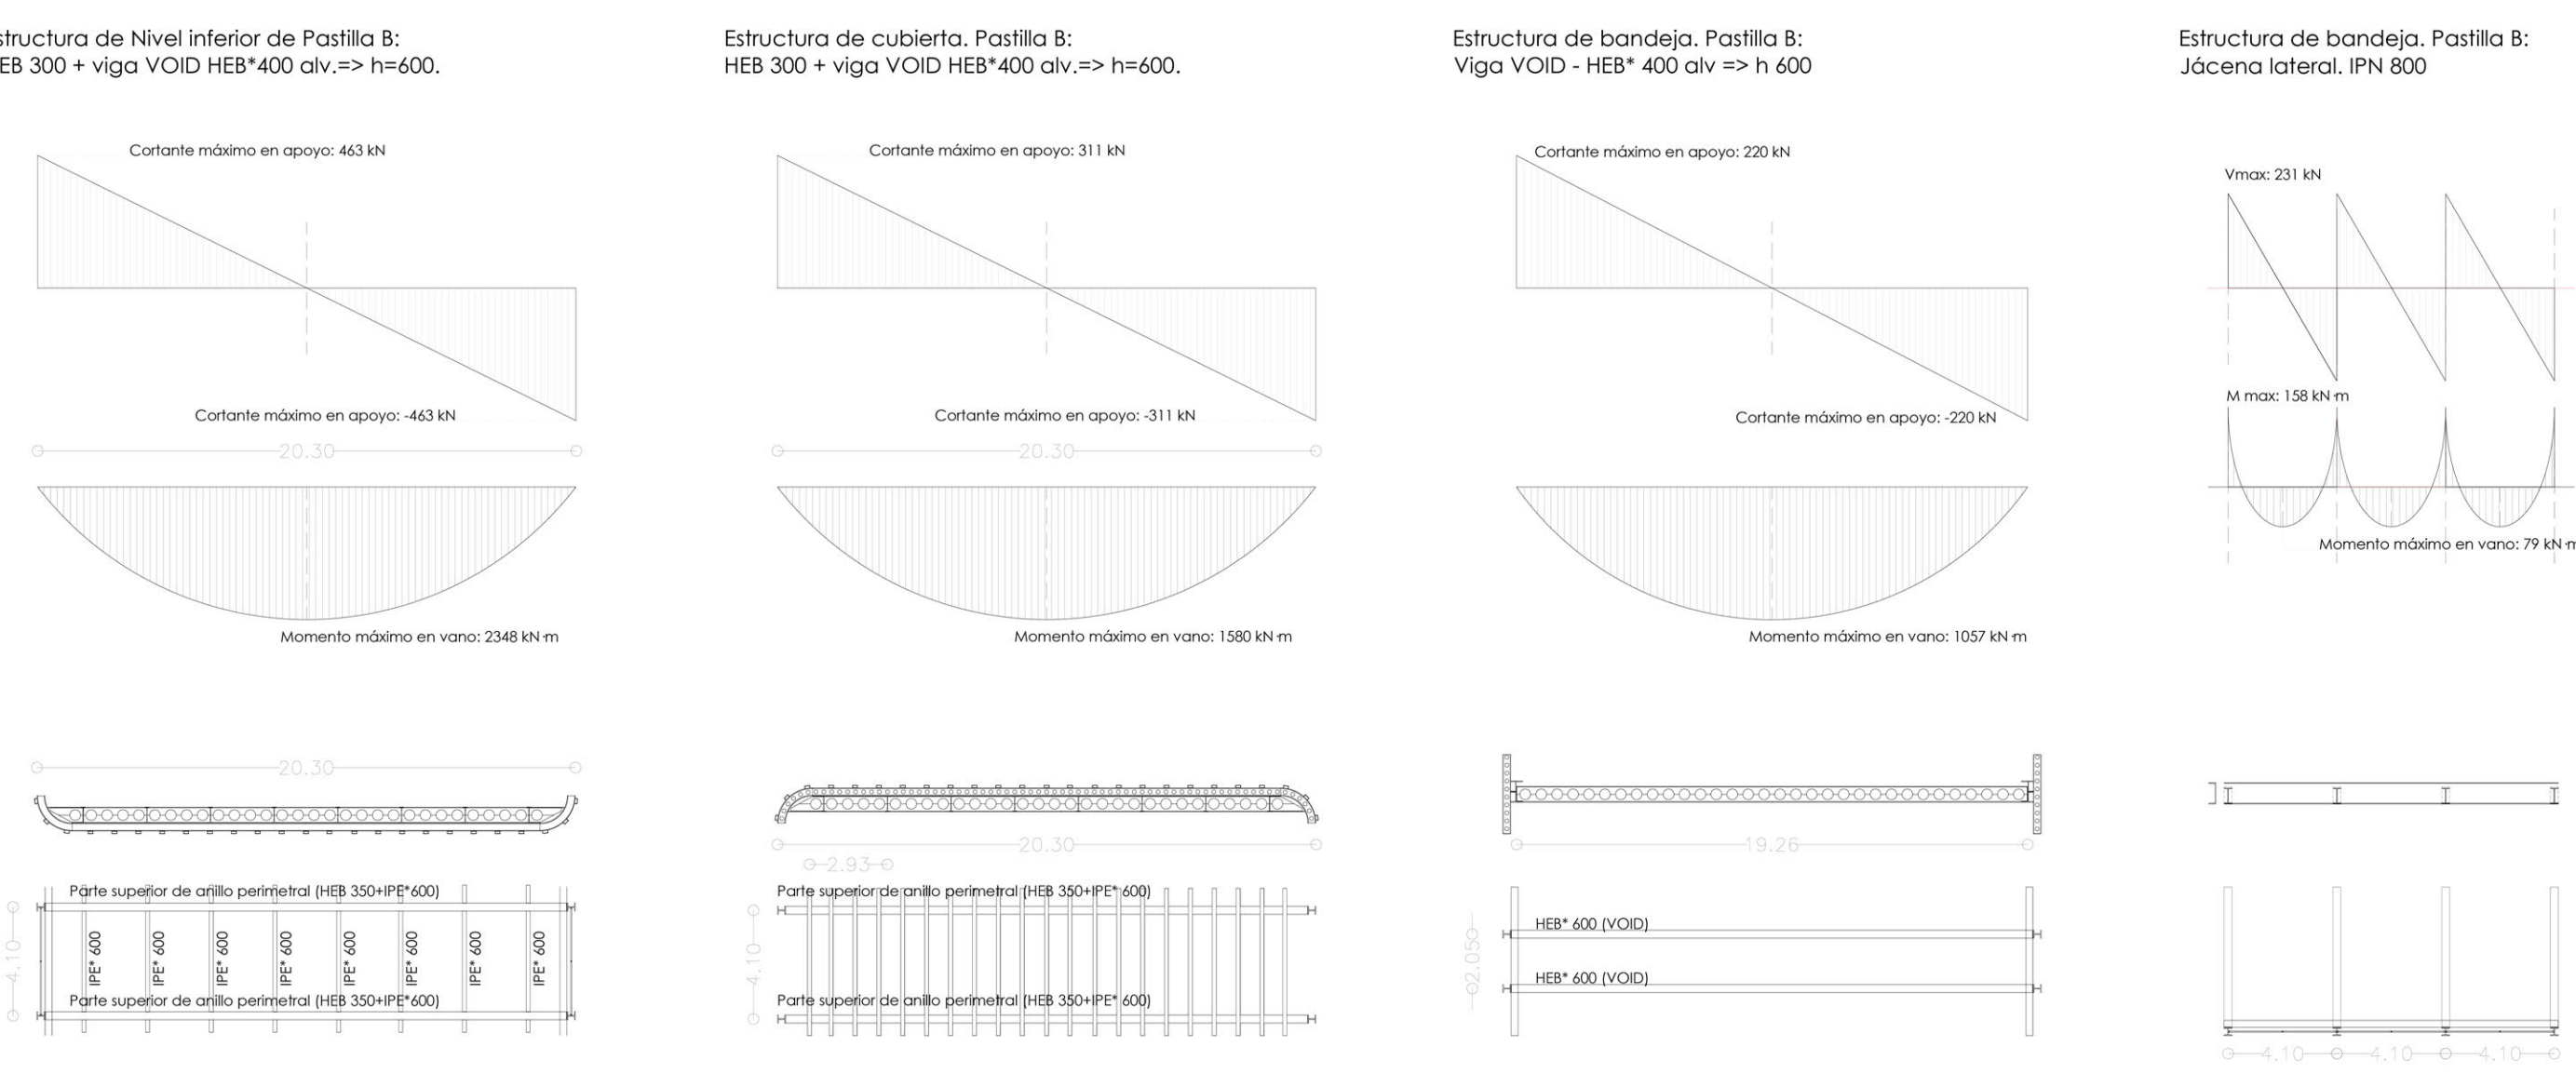 structura de Nivel inferior de Pastilla B:
EB 300 + viga VOID HEB*400 alv.=> h=600.
Cortante máximo en apoyo: 463 kN
Cortante máximo en apoyo: -463 kN
20.30
Momento máximo en vano: 2348 kN·m
20.30
Parte superior de anillo perimetral (HEB 350+IPE*600)
4.10
IPE* 600
IPE* 600
IPE* 600
IPE* 600
IPE* 600
IPE* 600
IPE* 600
IPE* 600
Parte superior de anillo perimetral (HEB 350+IPE*600)
Estructura de cubierta. Pastilla B:
HEB 300 + viga VOID HEB*400 alv.=> h=600.
Cortante máximo en apoyo: 311 kN
Cortante máximo en apoyo: -311 kN
20.30
Momento máximo en vano: 1580 kN·m
20.30
2.93
Parte superior de anillo perimetral (HEB 350+IPE* 600)
4.10
Parte superior de anillo perimetral (HEB 350+IPE* 600)
Estructura de bandeja. Pastilla B:
Viga VOID - HEB* 400 alv => h 600
Cortante máximo en apoyo: 220 kN
Cortante máximo en apoyo: -220 kN
Momento máximo en vano: 1057 kN·m
19.26
HEB* 600 (VOID)
2.05
HEB* 600 (VOID)
Estructura de bandeja. Pastilla B:
Jácena lateral. IPN 800
Vmax: 231 kN
M max: 158 kN·m
Momento máximo en vano: 79 kN·m
4.10
4.10
4.10